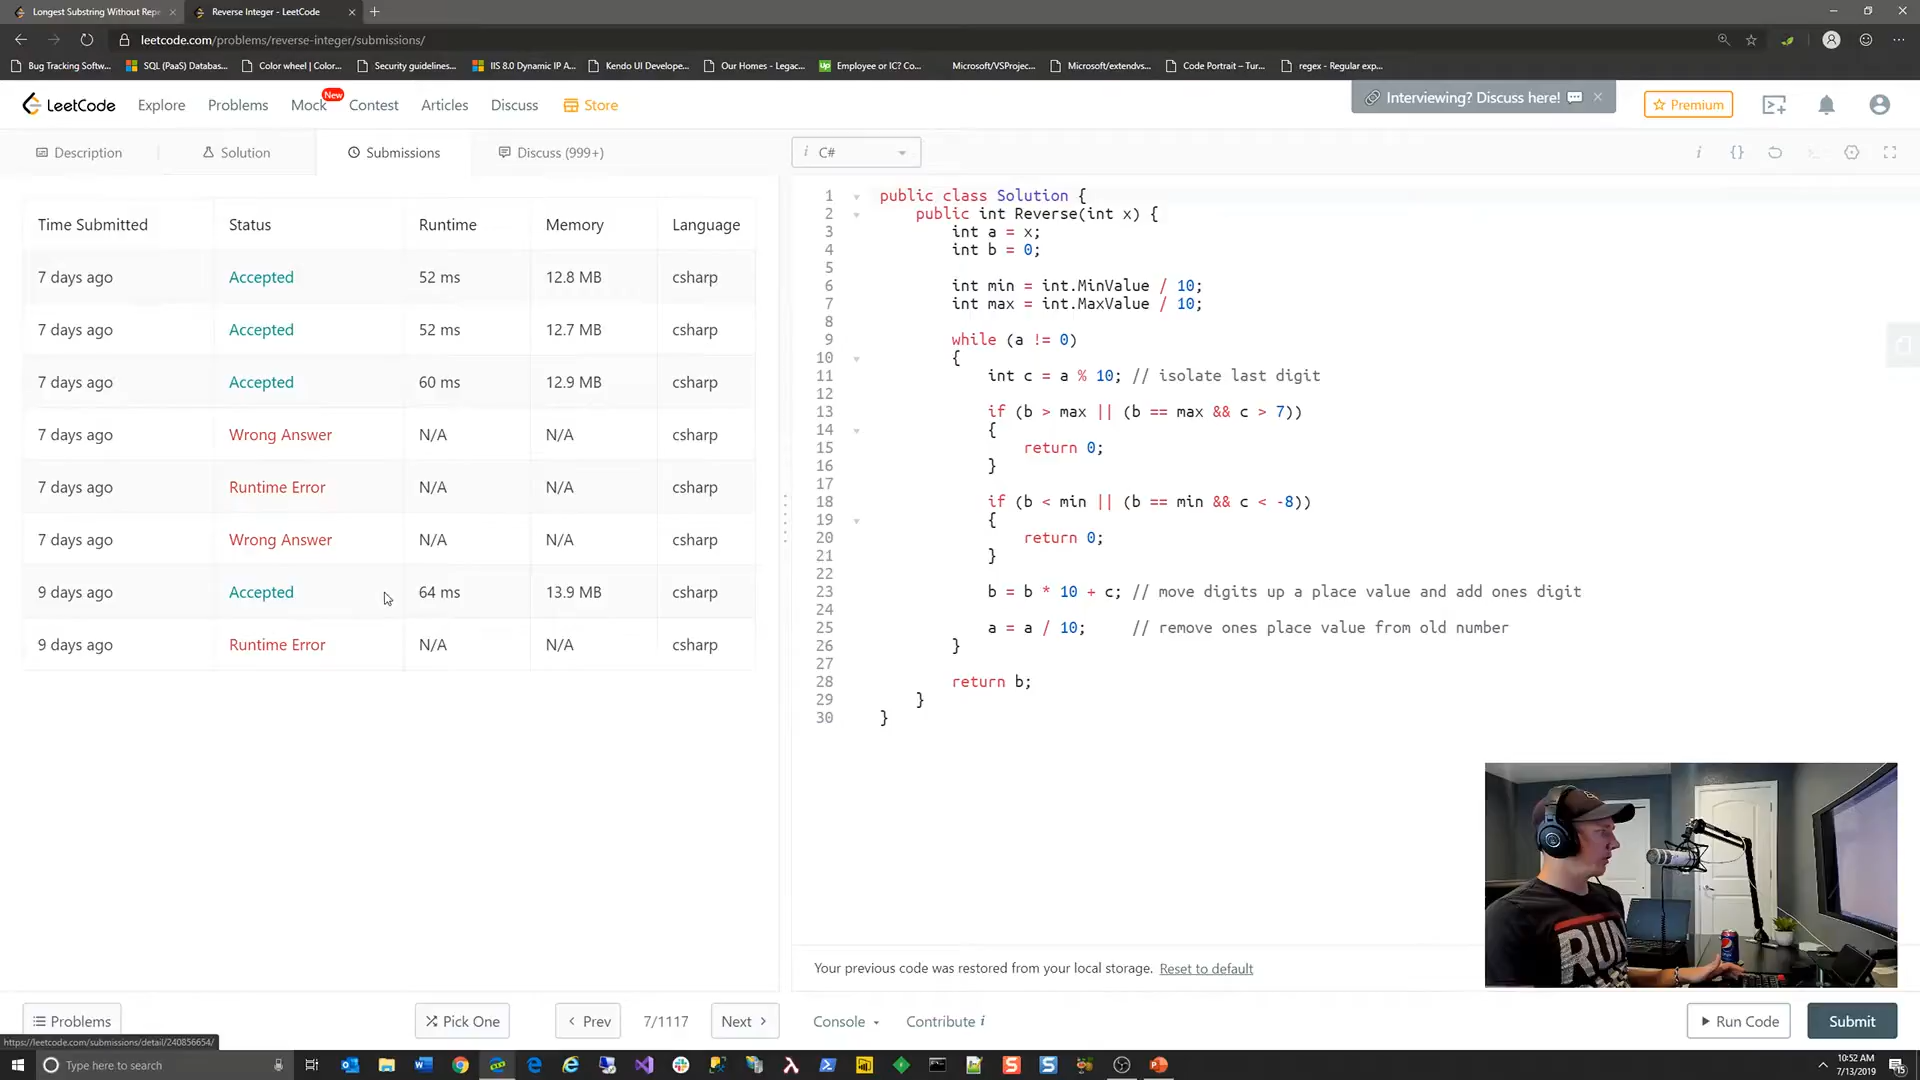 Longest Substring Without Rep
Reverse Integer - LeetCode
leetcode.com/problems/reverse-integer/submissions/
Bug Tracking Softw...
SQL (PaaS) Databas...
Color wheel | Color...
Security guidelines...
IIS 8.0 Dynamic IP A...
Kendo UI Develope...
Our Homes - Legac...
Employee or IC? Co...
Microsoft/VSProjec...
Microsoft/extendvs...
Code Portrait – Tur...
regex - Regular exp...
LeetCode
Explore
Problems
Mock
New
Contest
Articles
Discuss
Store
Interviewing? Discuss here!
Premium
Description
Solution
Submissions
Discuss (999+)
i C#
Time Submitted Status Runtime Memory Language
7 days ago Accepted 52 ms 12.8 MB csharp
7 days ago Accepted 52 ms 12.7 MB csharp
7 days ago Accepted 60 ms 12.9 MB csharp
7 days ago Wrong Answer N/A N/A csharp
7 days ago Runtime Error N/A N/A csharp
7 days ago Wrong Answer N/A N/A csharp
9 days ago Accepted 64 ms 13.9 MB csharp
9 days ago Runtime Error N/A N/A csharp
1 public class Solution {
2 public int Reverse(int x) {
3 int a = x;
4 int b = 0;
5
6 int min = int.MinValue / 10;
7 int max = int.MaxValue / 10;
8
9 while (a != 0)
10 {
11 int c = a % 10; // isolate last digit
12
13 if (b > max || (b == max && c > 7))
14 {
15 return 0;
16 }
17
18 if (b < min || (b == min && c < -8))
19 {
20 return 0;
21 }
22
23 b = b * 10 + c; // move digits up a place value and add ones digit
24
25 a = a / 10; // remove ones place value from old number
26 }
27
28 return b;
29 }
30 }
RUN
Your previous code was restored from your local storage. Reset to default
Problems
Pick One
Prev
7/1117
Next
Console
Contribute i
Run Code
Submit
https://leetcode.com/submissions/detail/240856654/
Type here to search
10:52 AM
7/13/2019